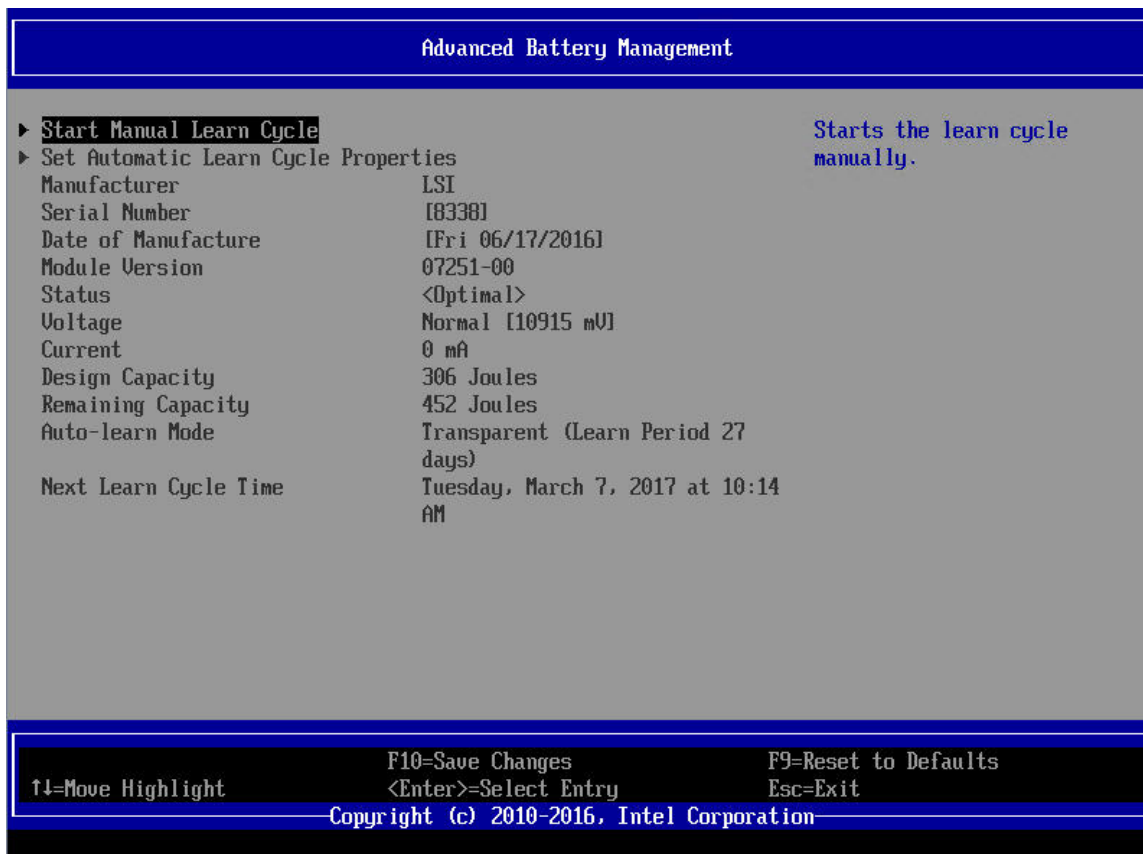 Advanced Battery Management
Start Manual Learn Cycle
Starts the learn cycle
manually.
Set Automatic Learn Cycle Properties
Manufacturer LSI
Serial Number [8338]
Date of Manufacture [Fri 06/17/2016]
Module Version 07251-00
Status <Optimal>
Voltage Normal [10915 mV]
Current 0 mA
Design Capacity 306 Joules
Remaining Capacity 452 Joules
Auto-learn Mode Transparent (Learn Period 27
days)
Next Learn Cycle Time Tuesday, March 7, 2017 at 10:14
AM
F10=Save Changes F9=Reset to Defaults
↑↓=Move Highlight <Enter>=Select Entry Esc=Exit
Copyright (c) 2010-2016, Intel Corporation